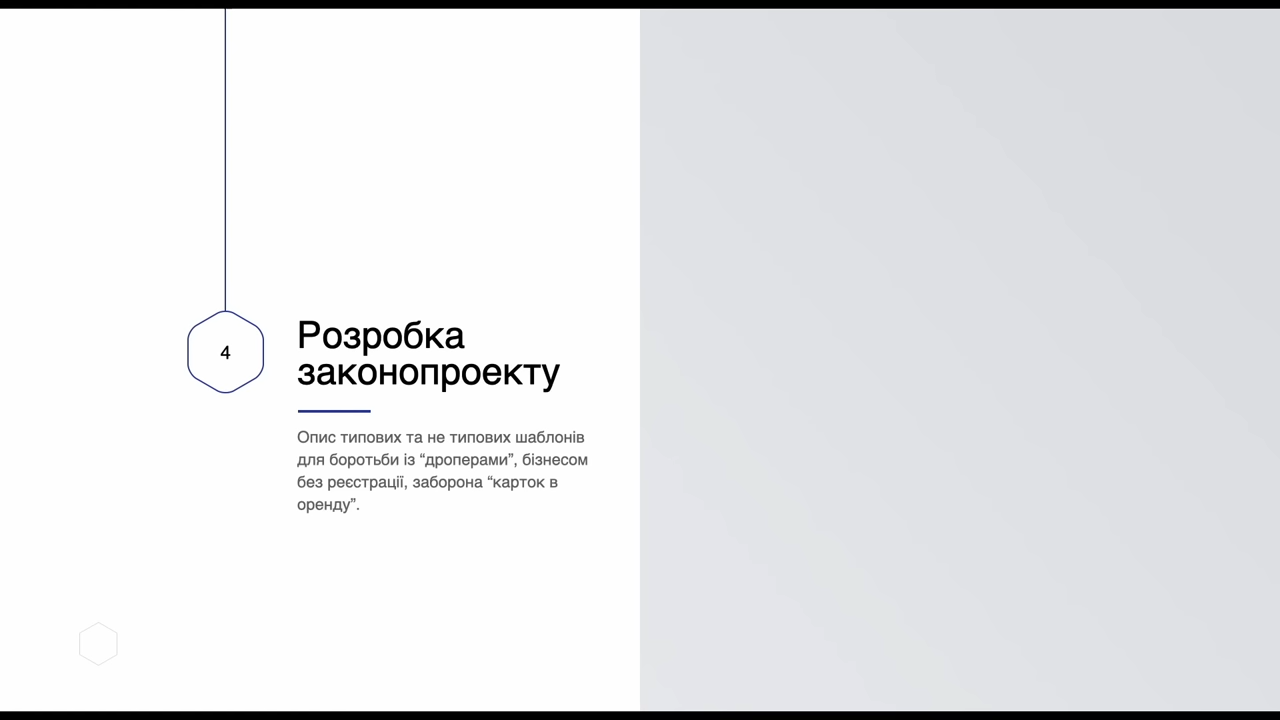 4
Розробка
законопроекту
Опис типових та не типових шаблонів
для боротьби із “дроперами”, бізнесом
без реєстрації, заборона “карток в
оренду”.